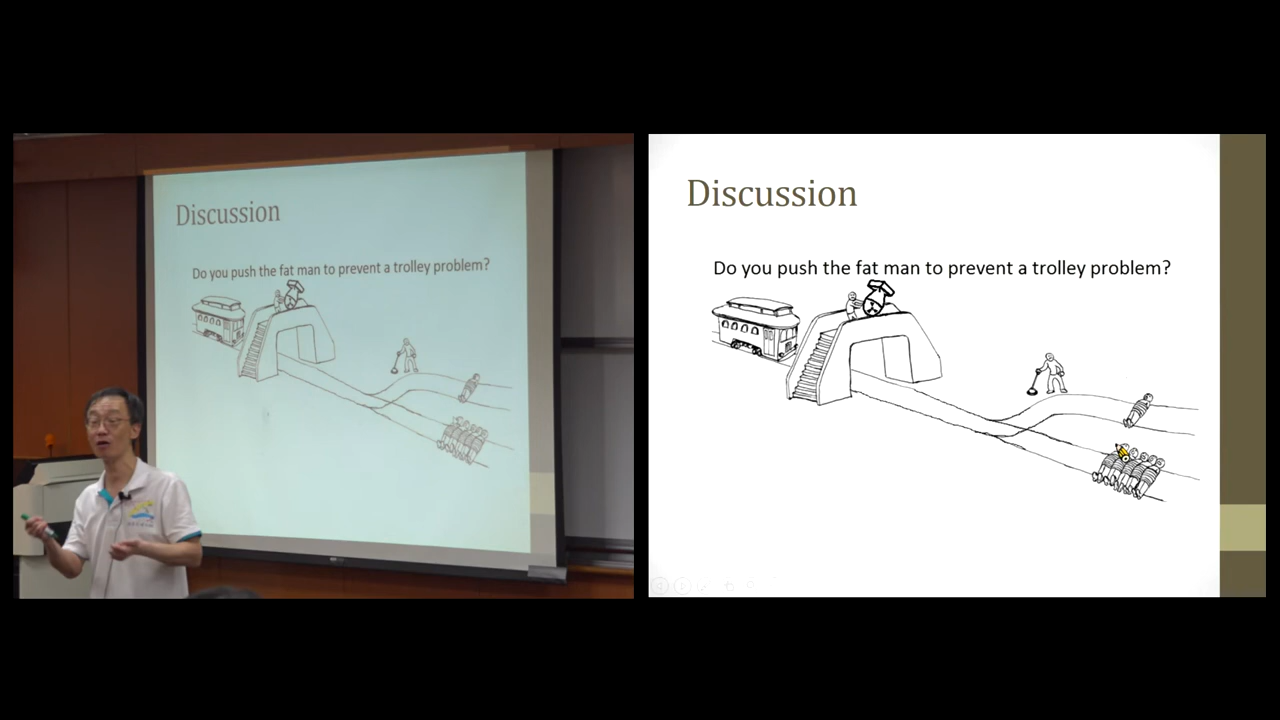 Discussion
Do you push the fat man to prevent a trolley problem?
Discussion
Do you push the fat man to prevent a trolley problem?